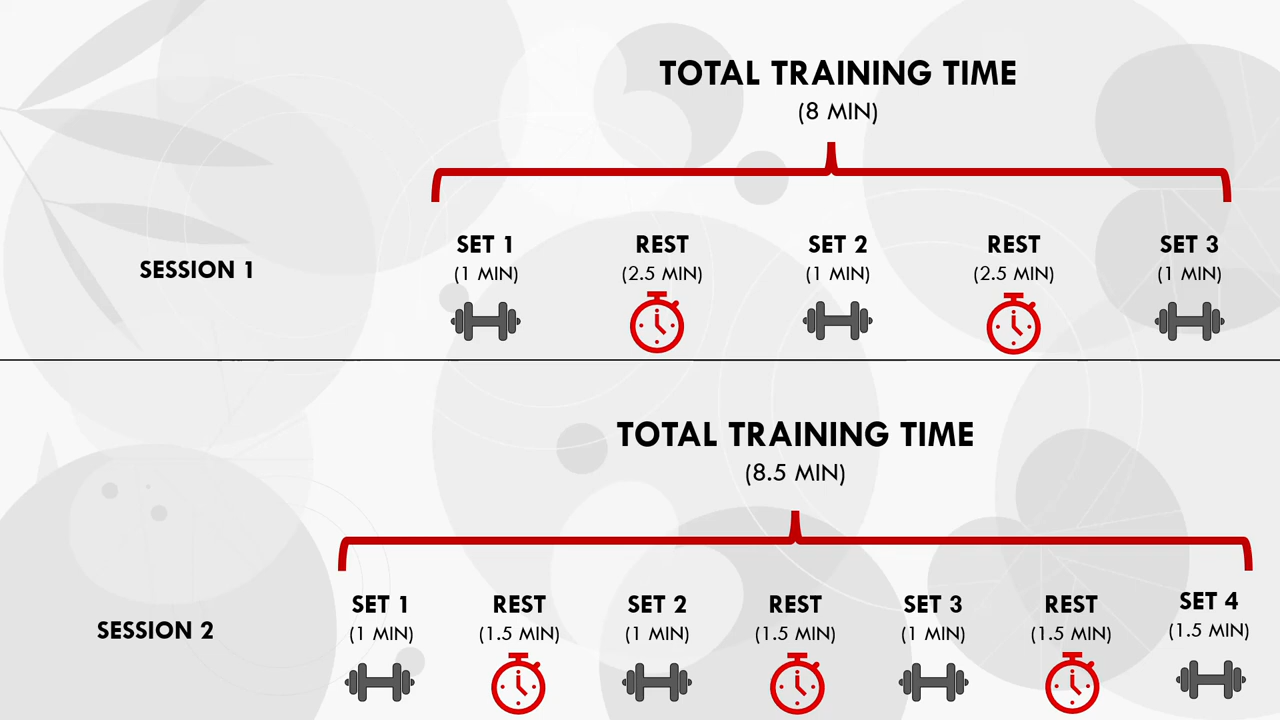 TOTAL TRAINING TIME
(8 MIN)
SET 1 REST SET 2 REST SET 3
(1 MIN) (2.5 MIN) (1 MIN) (2.5 MIN) (1 MIN)
SESSION 1
TOTAL TRAINING TIME
(8.5 MIN)
SET 1 REST SET 2 REST SET 3 REST SET 4
(1 MIN) (1.5 MIN) (1 MIN) (1.5 MIN) (1 MIN) (1.5 MIN) (1.5 MIN)
SESSION 2